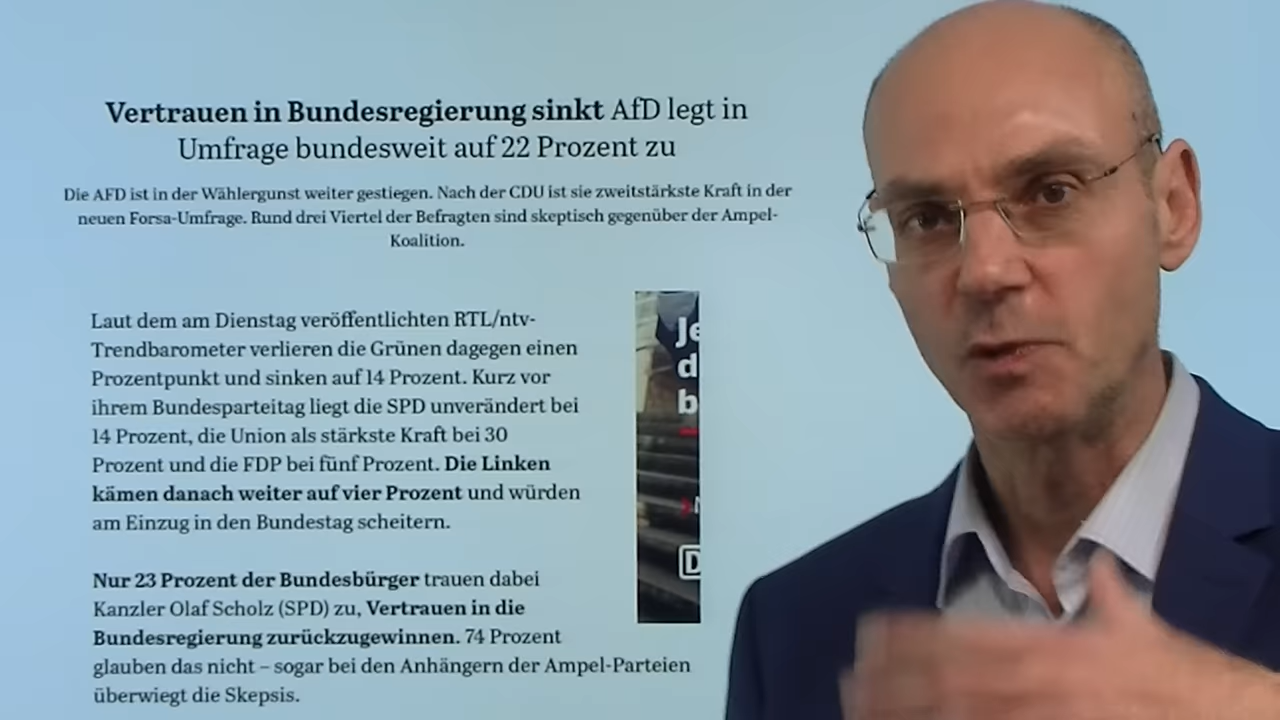 Vertrauen in Bundesregierung sinkt AfD legt in
Umfrage bundesweit auf 22 Prozent zu
Die AFD ist in der Wählergunst weiter gestiegen. Nach der CDU ist sie zweitstärkste Kraft in der
neuen Forsa-Umfrage. Rund drei Viertel der Befragten sind skeptisch gegenüber der Ampel-
Koalition.
Laut dem am Dienstag veröffentlichten RTL/ntv-
Trendbarometer verlieren die Grünen dagegen einen
Prozentpunkt und sinken auf 14 Prozent. Kurz vor
ihrem Bundesparteitag liegt die SPD unverändert bei
14 Prozent, die Union als stärkste Kraft bei 30
Prozent und die FDP bei fünf Prozent. Die Linken
kämen danach weiter auf vier Prozent und würden
am Einzug in den Bundestag scheitern.
Nur 23 Prozent der Bundesbürger trauen dabei
Kanzler Olaf Scholz (SPD) zu, Vertrauen in die
Bundesregierung zurückzugewinnen. 74 Prozent
glauben das nicht – sogar bei den Anhängern der Ampel-Parteien
überwiegt die Skepsis.
Je
d
b